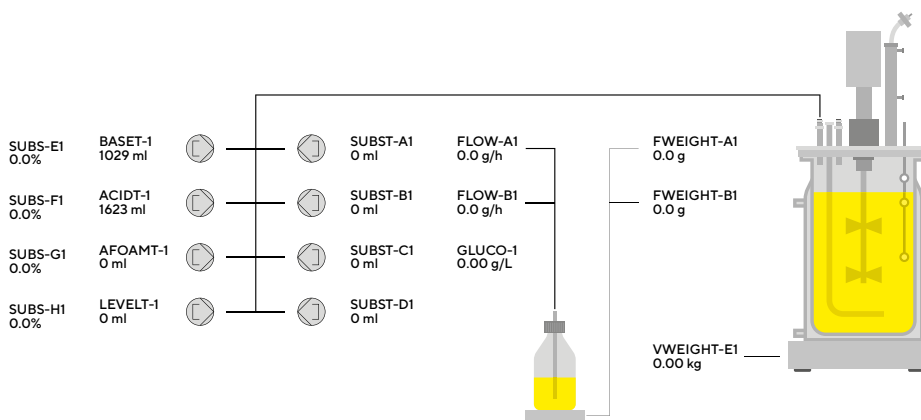 SUBS-E1
0.0%
BASET-1
1029 ml
SUBST-A1
0 ml
FLOW-A1
0.0 g/h
FWEIGHT-A1
0.0 g
SUBS-F1
0.0%
ACIDT-1
1623 ml
SUBST-B1
0 ml
FLOW-B1
0.0 g/h
FWEIGHT-B1
0.0 g
SUBS-G1
0.0%
AFOAMT-1
0 ml
SUBST-C1
0 ml
GLUCO-1
0.00 g/L
SUBS-H1
0.0%
LEVELT-1
0 ml
SUBST-D1
0 ml
VWEIGHT-E1
0.00 kg